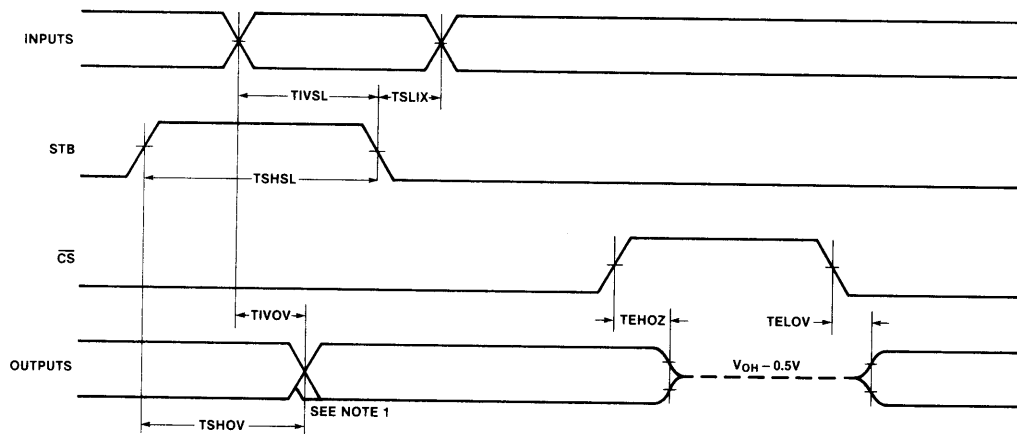 INPUTS
TIVSL
TSLIX
STB
TSHSL
CS
TIVOV
TEHOZ
TELOV
OUTPUTS
VOH – 0.5V
SEE NOTE 1
TSHOV